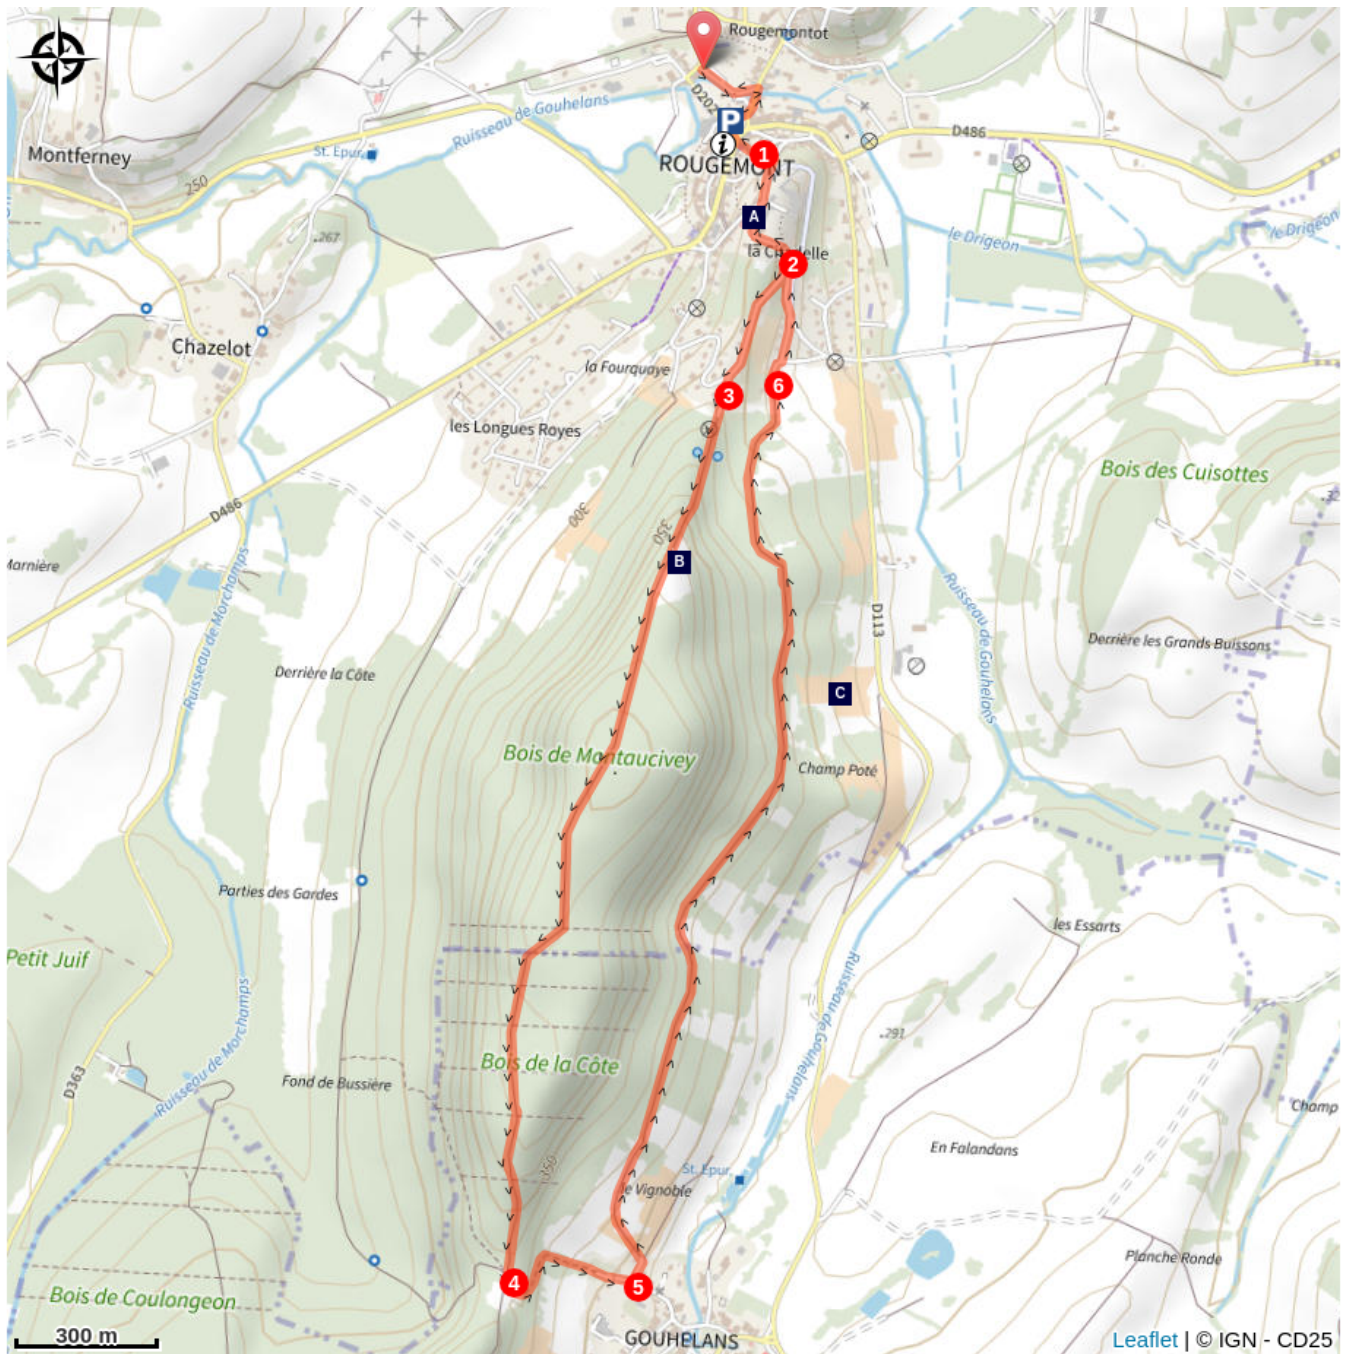 Rougemontot
D202
Ruisseau de Gouhelans
P
i
D486
Montferney
St. Epur.
1
ROUGEMONT
250
A
le Drigeon
le Drigeon
.267
la Citadelle
2
Chazelot
la Fourquaye
6
3
les Longues Royes
Bois des Cuisottes
D486
300
350
Marnière
B
Ruisseau de Morchamps
Ruisseau de Gouhelans
D113
Derrière les Grands Buissons
Derrière la Côte
C
Bois de Montaucivey
Champ Poté
Parties des Gardes
les Essarts
Petit Juif
Ruisseau de Morchamps
Ruisseau de Gouhelans
.291
Bois de la Côte
D363
Fond de Bussière
Champ
En Falandans
350
St. Epur.
le Vignoble
Planche Ronde
4
5
Bois de Coulongeon
300 m
GOUHELANS
Leaflet | © IGN - CD25